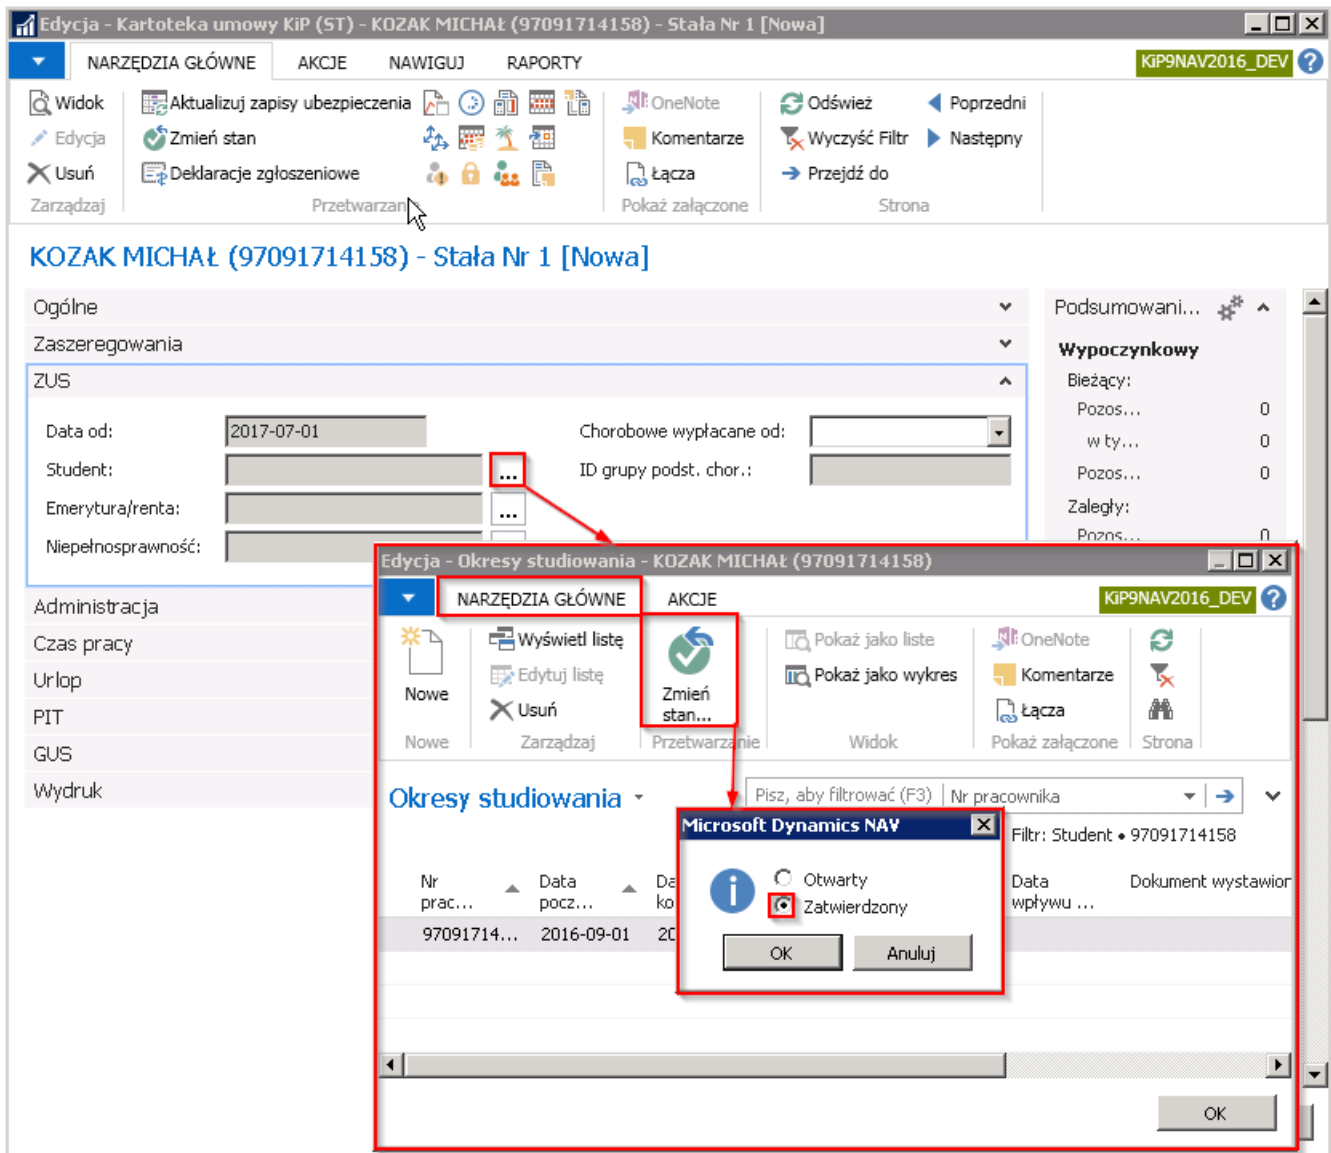 Edycja - Kartoteka umowy KiP (ST) - KOZAK MICHAŁ (97091714158) - Stała Nr 1 [Nowa]
NARZĘDZIA GŁÓWNE AKCJE NAWIGUJ RAPORTY KiP9NAV2016_DEV ?
Widok Aktualizuj zapisy ubezpieczenia OneNote Odśwież Poprzedni
Edycja Zmień stan Komentarze Wyczyść Filtr Następny
Usuń Deklaracje zgłoszeniowe Łącza Przejdź do
Zarządzaj Przetwarzanie Pokaż załączone Strona
KOZAK MICHAŁ (97091714158) - Stała Nr 1 [Nowa]
Ogólne
Zaszeregowania
ZUS
Data od: 2017-07-01 Chorobowe wypłacane od:
Student: ... ID grupy podst. chor.:
Emerytura/renta: ...
Niepełnosprawność:
Administracja
Czas pracy
Urlop
PIT
GUS
Wydruk
Podsumowani...
Wypoczynkowy
Bieżący:
Pozos... 0
w ty... 0
Pozos... 0
Zaległy:
Pozos... 0
Edycja - Okresy studiowania - KOZAK MICHAŁ (97091714158)
NARZĘDZIA GŁÓWNE AKCJE KiP9NAV2016_DEV ?
Nowe Wyświetl listę Zmień stan... Pokaż jako liste OneNote
Edytuj listę Pokaż jako wykres Komentarze
Usuń Łącza
Nowe Zarządzaj Przetwarzanie Widok Pokaż załączone Strona
Okresy studiowania Pisz, aby filtrować (F3) Nr pracownika
Filtr: Student • 97091714158
Nr prac... Data pocz... Da ko Data wpływu ... Dokument wystawion
97091714... 2016-09-01 20
Microsoft Dynamics NAV
Otwarty
Zatwierdzony
OK Anuluj
OK